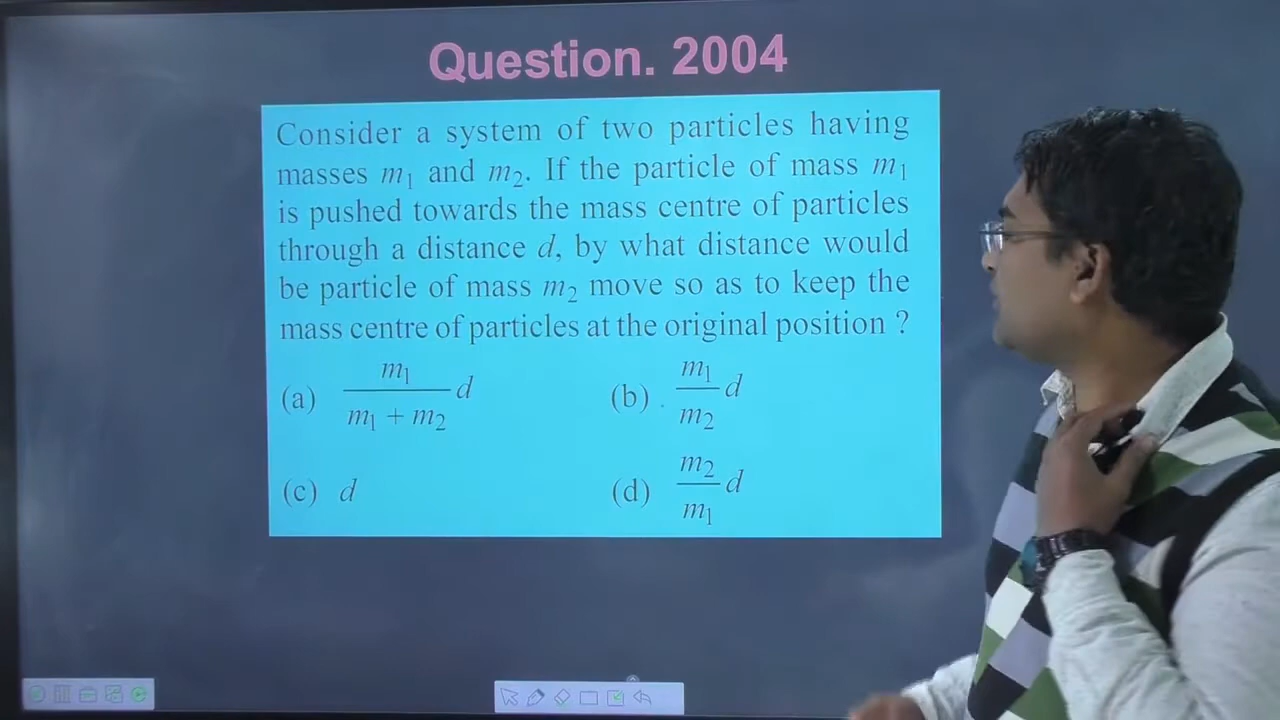 Question. 2004
Consider a system of two particles having
masses m₁ and m₂. If the particle of mass m₁
is pushed towards the mass centre of particles
through a distance d, by what distance would
be particle of mass m₂ move so as to keep the
mass centre of particles at the original position ?
(a) m₁/(m₁ + m₂) d (b) m₁/m₂ d
(c) d (d) m₂/m₁ d